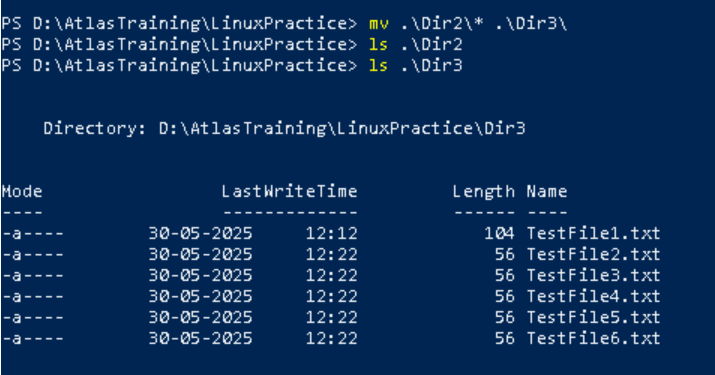 PS D:\AtlasTraining\LinuxPractice> mv .\Dir2\* .\Dir3\
PS D:\AtlasTraining\LinuxPractice> ls .\Dir2
PS D:\AtlasTraining\LinuxPractice> ls .\Dir3
Directory: D:\AtlasTraining\LinuxPractice\Dir3
Mode LastWriteTime Length Name
---- ------------- ------ ----
-a---- 30-05-2025 12:12 104 TestFile1.txt
-a---- 30-05-2025 12:22 56 TestFile2.txt
-a---- 30-05-2025 12:22 56 TestFile3.txt
-a---- 30-05-2025 12:22 56 TestFile4.txt
-a---- 30-05-2025 12:22 56 TestFile5.txt
-a---- 30-05-2025 12:22 56 TestFile6.txt